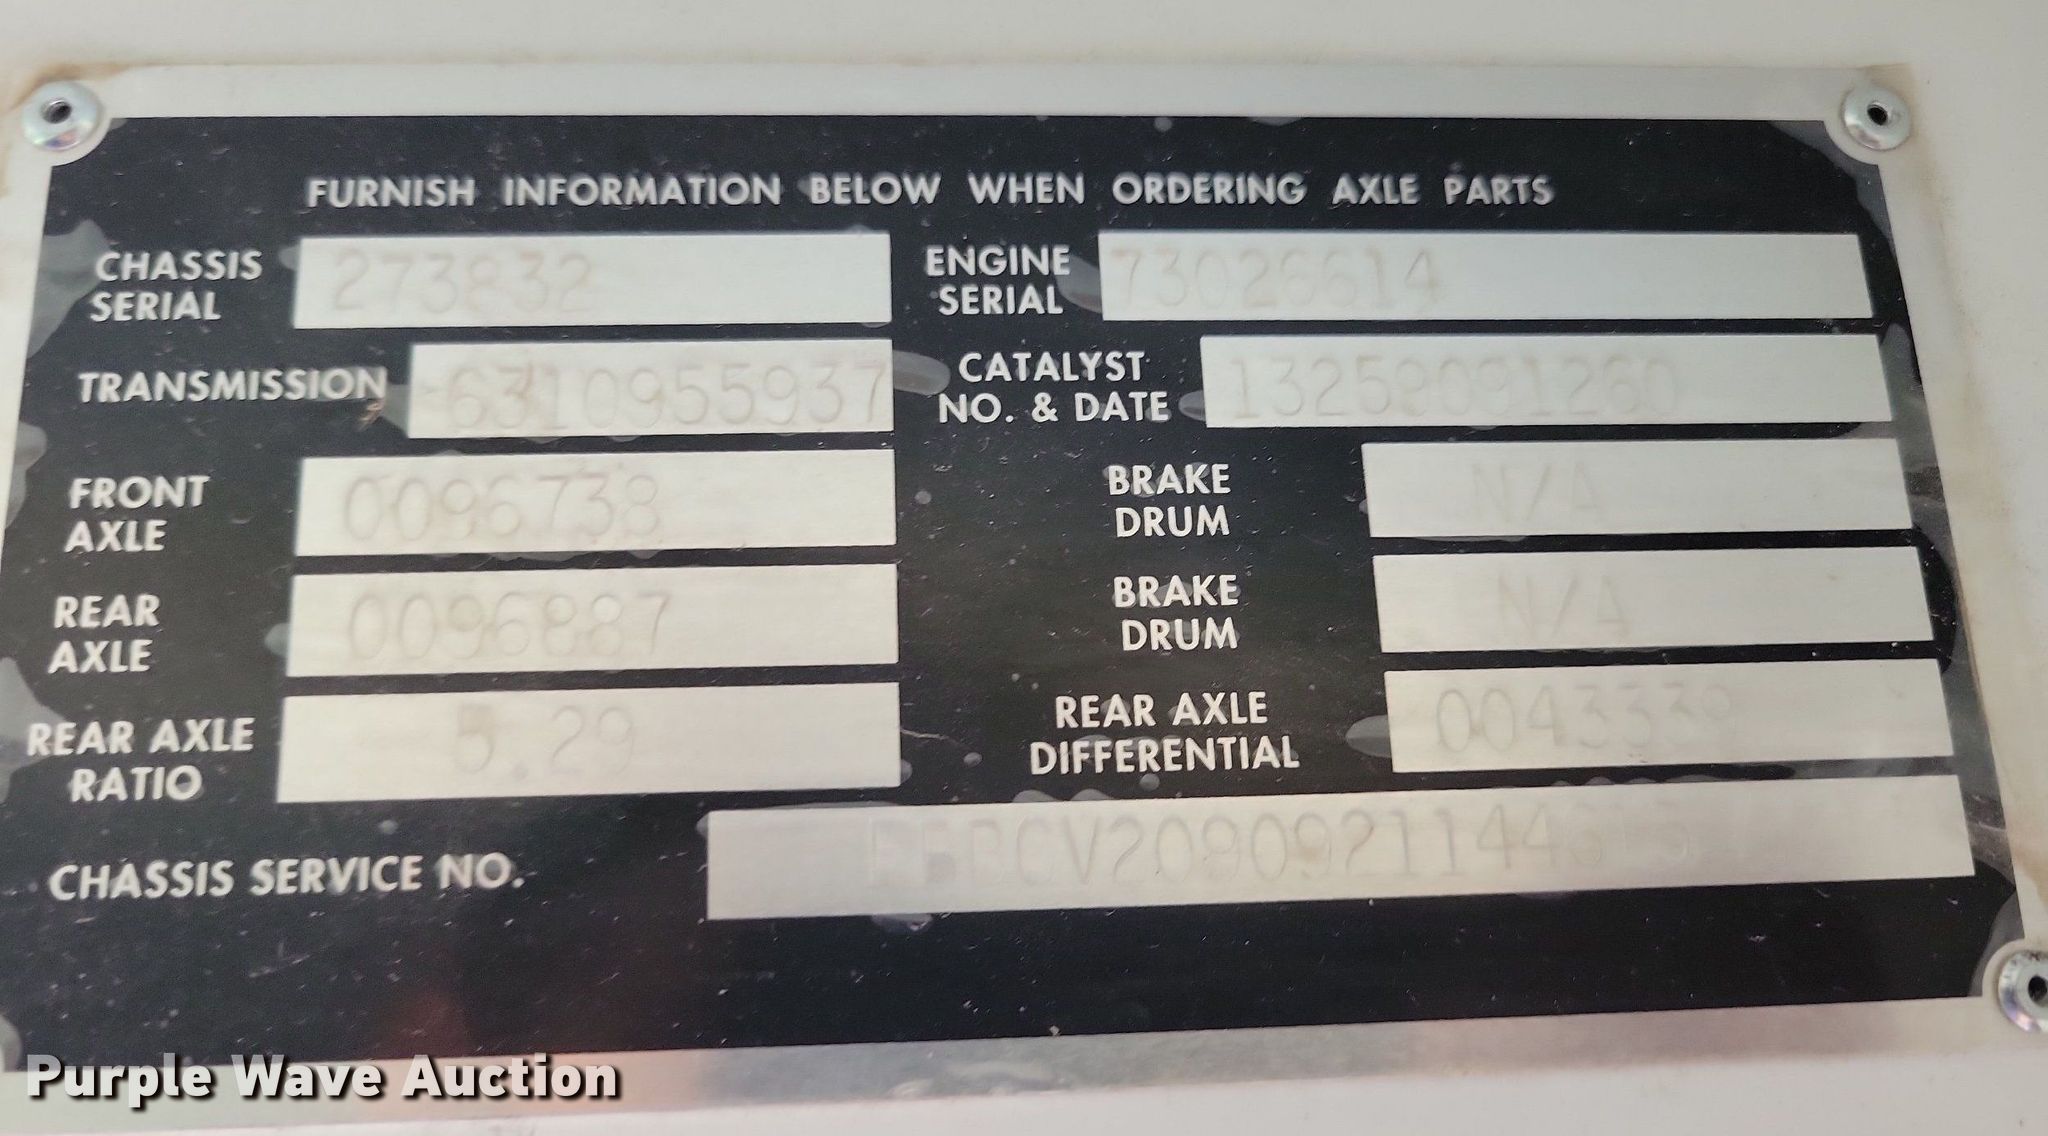 FURNISH INFORMATION BELOW WHEN ORDERING AXLE PARTS
CHASSIS SERIAL 273832
ENGINE SERIAL 73026614
TRANSMISSION 6310955937
CATALYST NO. & DATE 13259091260
FRONT AXLE 0096738
BRAKE DRUM N/A
REAR AXLE 0096887
BRAKE DRUM N/A
REAR AXLE RATIO 5.29
REAR AXLE DIFFERENTIAL 0043339
CHASSIS SERVICE NO.
Purple Wave Auction